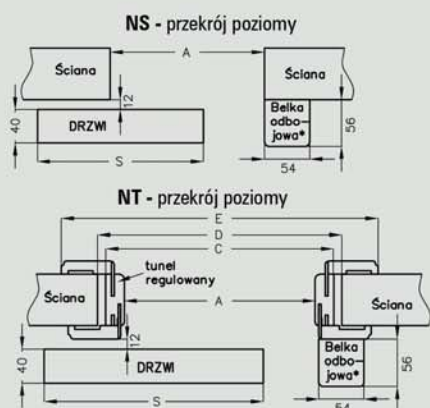 NS - przekrój poziomy
A
Ściana
Ściana
12
40
DRZWI
Belka
odbo-
jowa*
56
S
54
NT - przekrój poziomy
E
D
C
tunel
regulowany
A
Ściana
Ściana
12
40
DRZWI
Belka
odbo-
jowa*
56
S
54